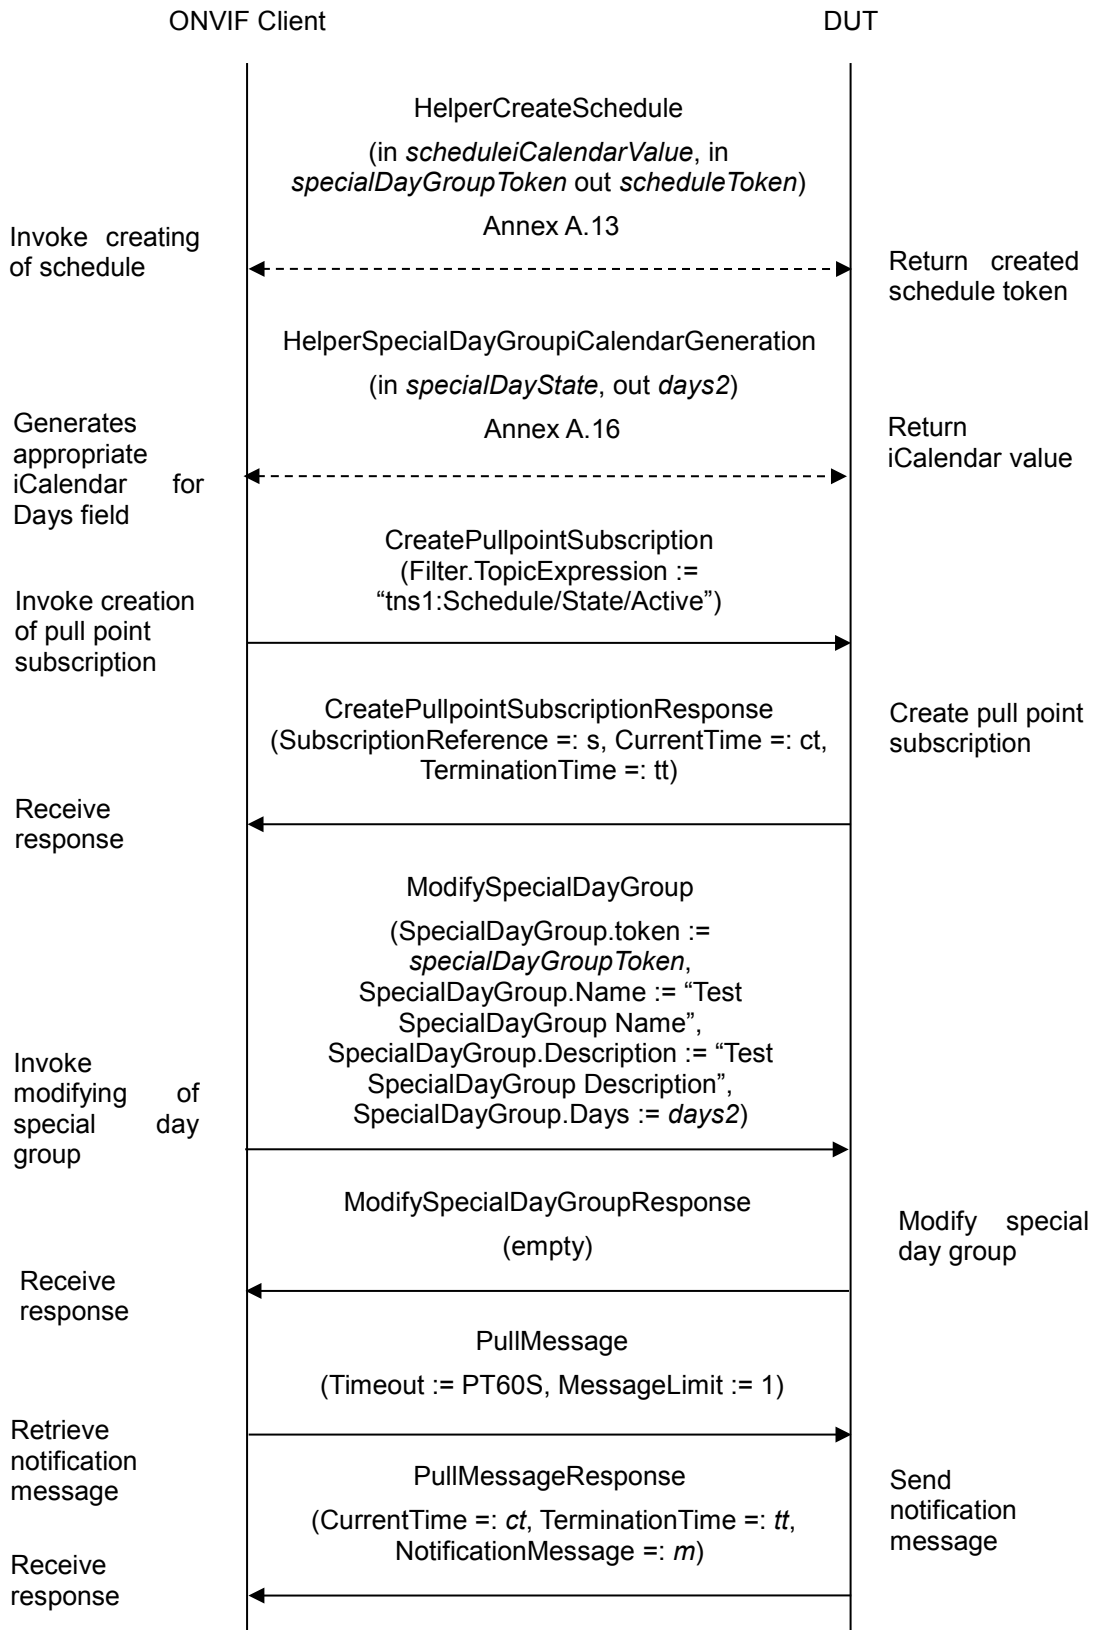 ONVIF Client
DUT
HelperCreateSchedule
(in scheduleiCalendarValue, in
specialDayGroupToken out scheduleToken)
Annex A.13
Invoke creating
of schedule
Return created
schedule token
HelperSpecialDayGroupiCalendarGeneration
(in specialDayState, out days2)
Annex A.16
Generates
appropriate
iCalendar for
Days field
Return
iCalendar value
CreatePullpointSubscription
(Filter.TopicExpression :=
“tns1:Schedule/State/Active”)
Invoke creation
of pull point
subscription
CreatePullpointSubscriptionResponse
(SubscriptionReference =: s, CurrentTime =: ct,
TerminationTime =: tt)
Create pull point
subscription
Receive
response
ModifySpecialDayGroup
(SpecialDayGroup.token :=
specialDayGroupToken,
SpecialDayGroup.Name := “Test
SpecialDayGroup Name”,
SpecialDayGroup.Description := “Test
SpecialDayGroup Description”,
SpecialDayGroup.Days := days2)
Invoke
modifying of
special day
group
ModifySpecialDayGroupResponse
(empty)
Modify special
day group
Receive
response
PullMessage
(Timeout := PT60S, MessageLimit := 1)
Retrieve
notification
message
PullMessageResponse
(CurrentTime =: ct, TerminationTime =: tt,
NotificationMessage =: m)
Send
notification
message
Receive
response